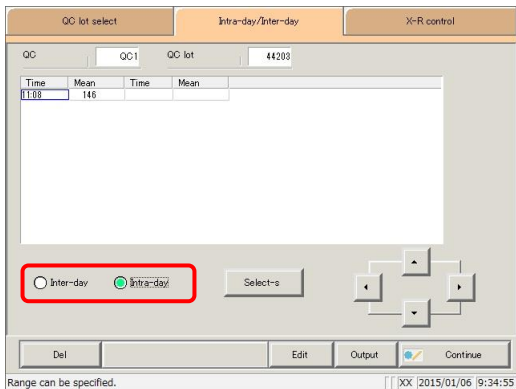 QC lot select Intra-day/Inter-day X-R control
QC QC1 QC lot 44203
Time Mean Time Mean
11:08 146
Inter-day Intra-day Select-s
Del Edit Output Continue
Range can be specified. XX 2015/01/06 9:34:55